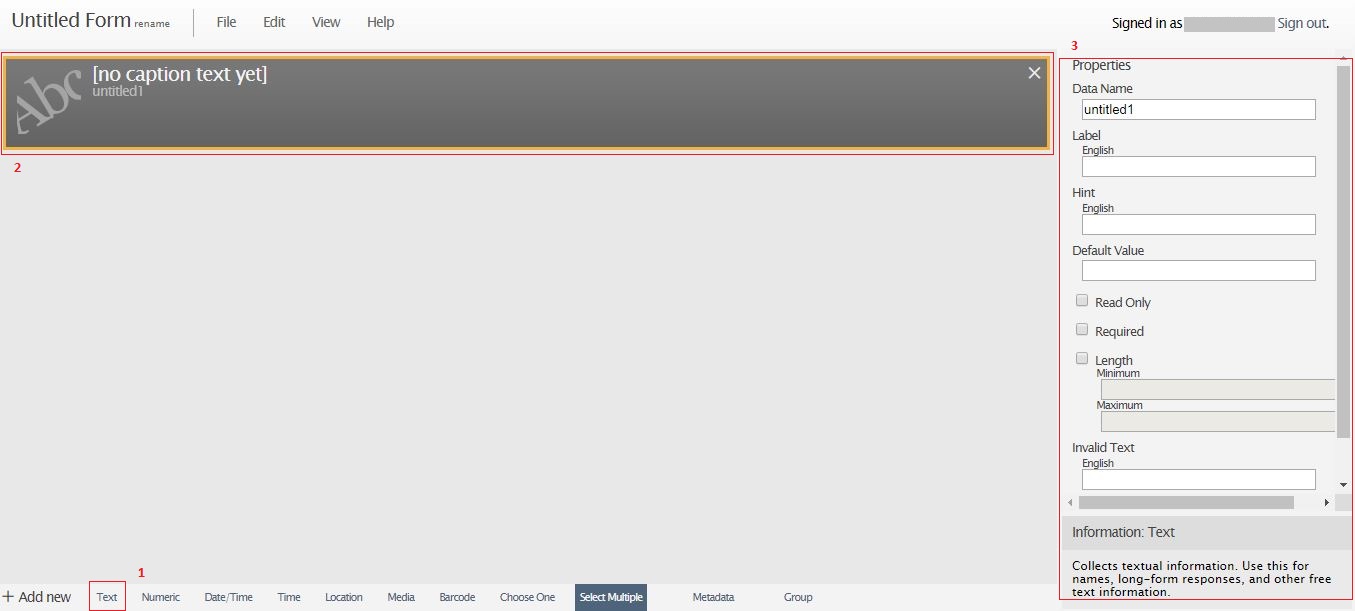 Untitled Form rename File Edit View Help Signed in as Sign out.
3
Properties
[no caption text yet]
untitled1
Abc
2
Data Name
untitled1
Label
English
Hint
English
Default Value
Read Only
Required
Length
Minimum
Maximum
Invalid Text
English
Information: Text
Collects textual information. Use this for
names, long-form responses, and other free
text information.
1
+ Add new Text Numeric Date/Time Time Location Media Barcode Choose One Select Multiple Metadata Group